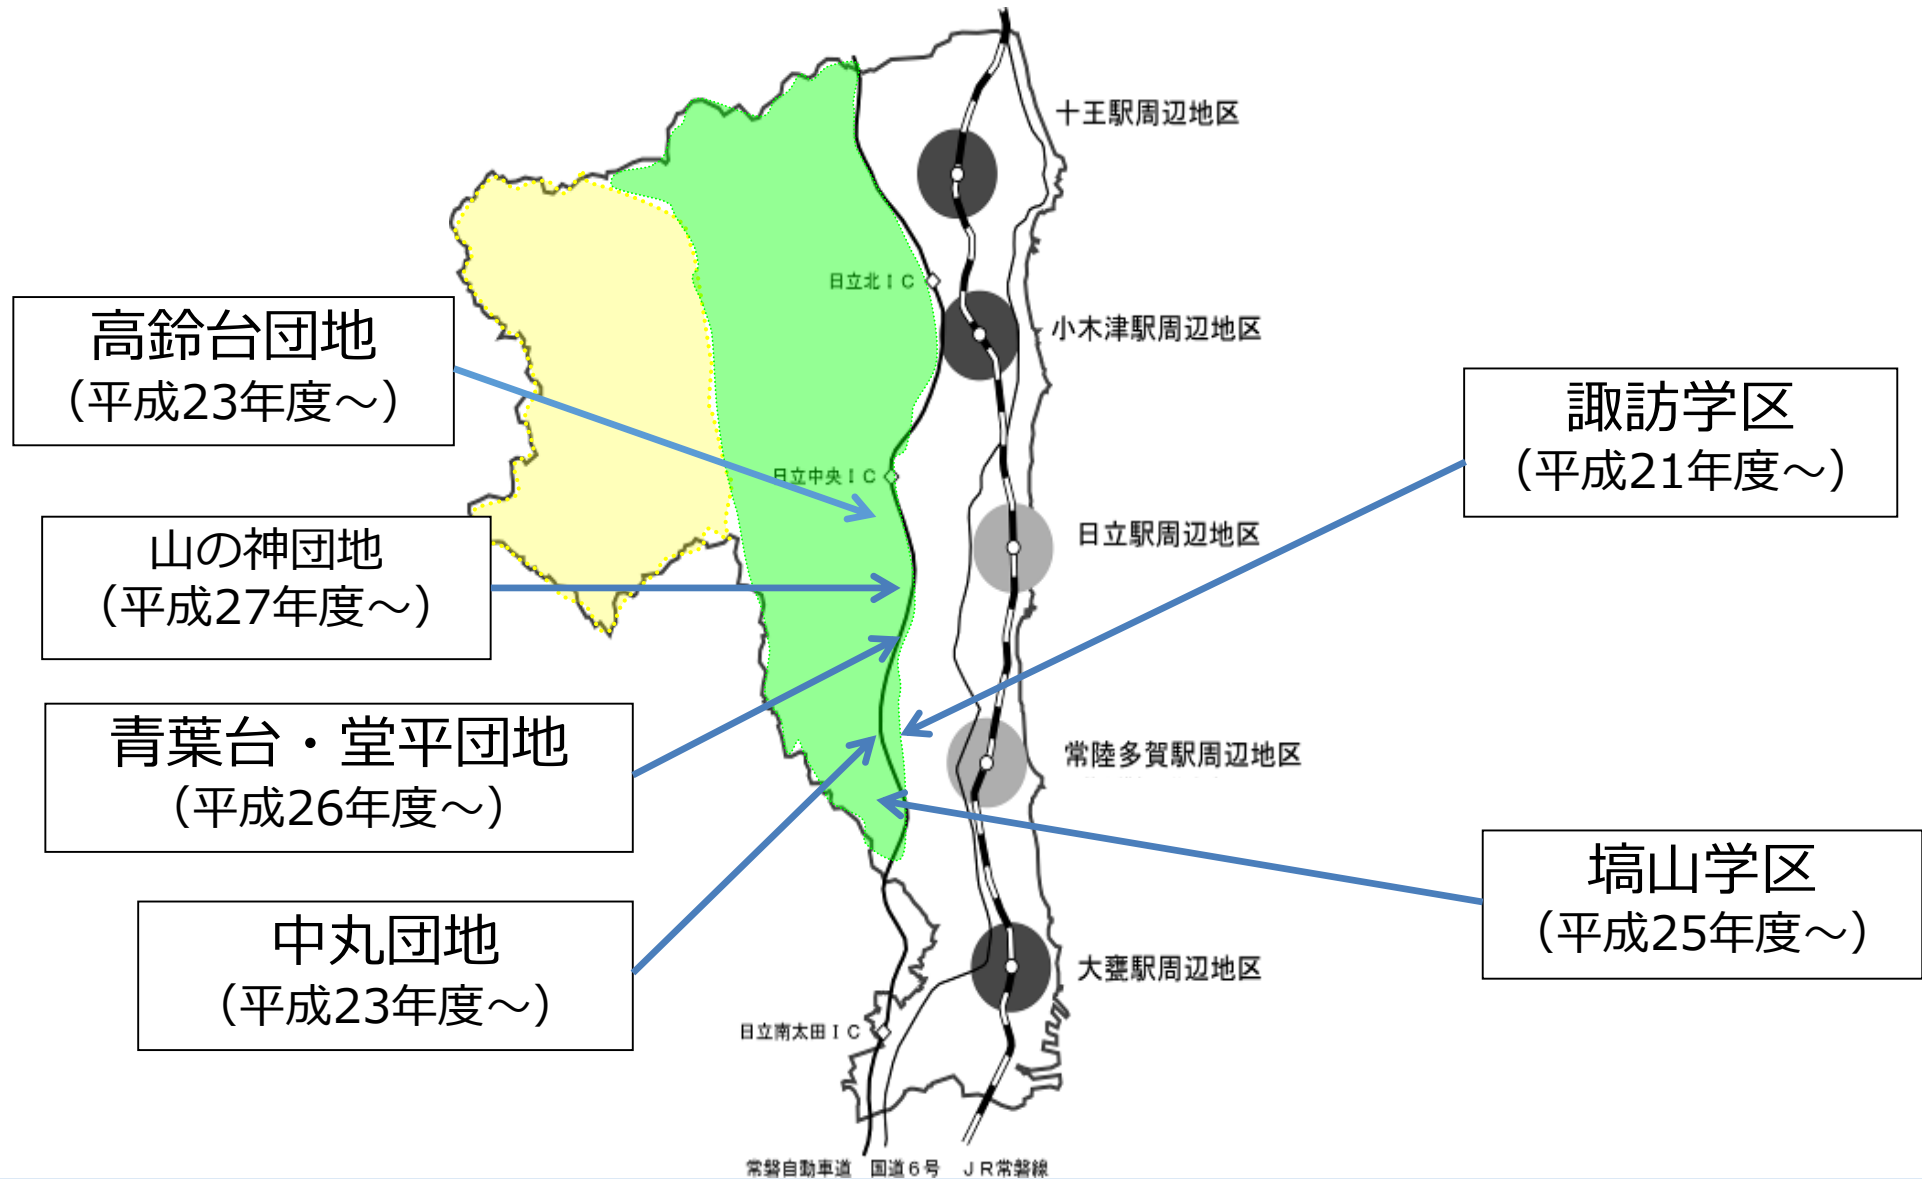 十王駅周辺地区
日立北ＩＣ
小木津駅周辺地区
高鈴台団地
（平成23年度～）
諏訪学区
（平成21年度～）
日立中央ＩＣ
日立駅周辺地区
山の神団地
（平成27年度～）
青葉台・堂平団地
（平成26年度～）
常陸多賀駅周辺地区
塙山学区
（平成25年度～）
中丸団地
（平成23年度～）
大甕駅周辺地区
日立南太田ＩＣ
常磐自動車道　国道６号　ＪＲ常磐線